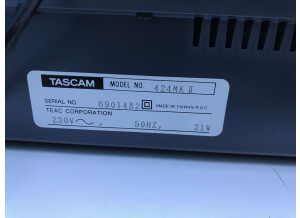 TASCAM MODEL NO. 424MK II
SERIAL NO. 6901482 MADE IN TAIWAN R.O.C.
TEAC CORPORATION
230V 50HZ, 21W